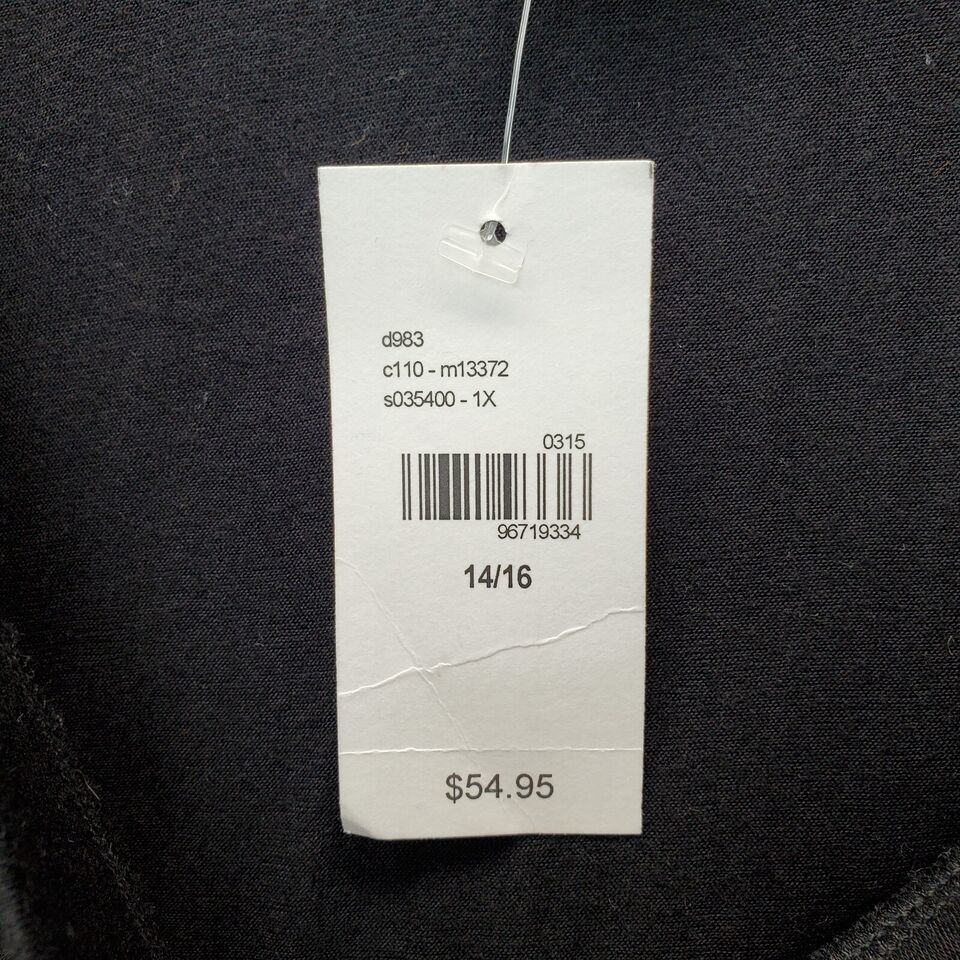 d983
c110 - m13372
s035400 - 1X
0315
96719334
14/16
$54.95